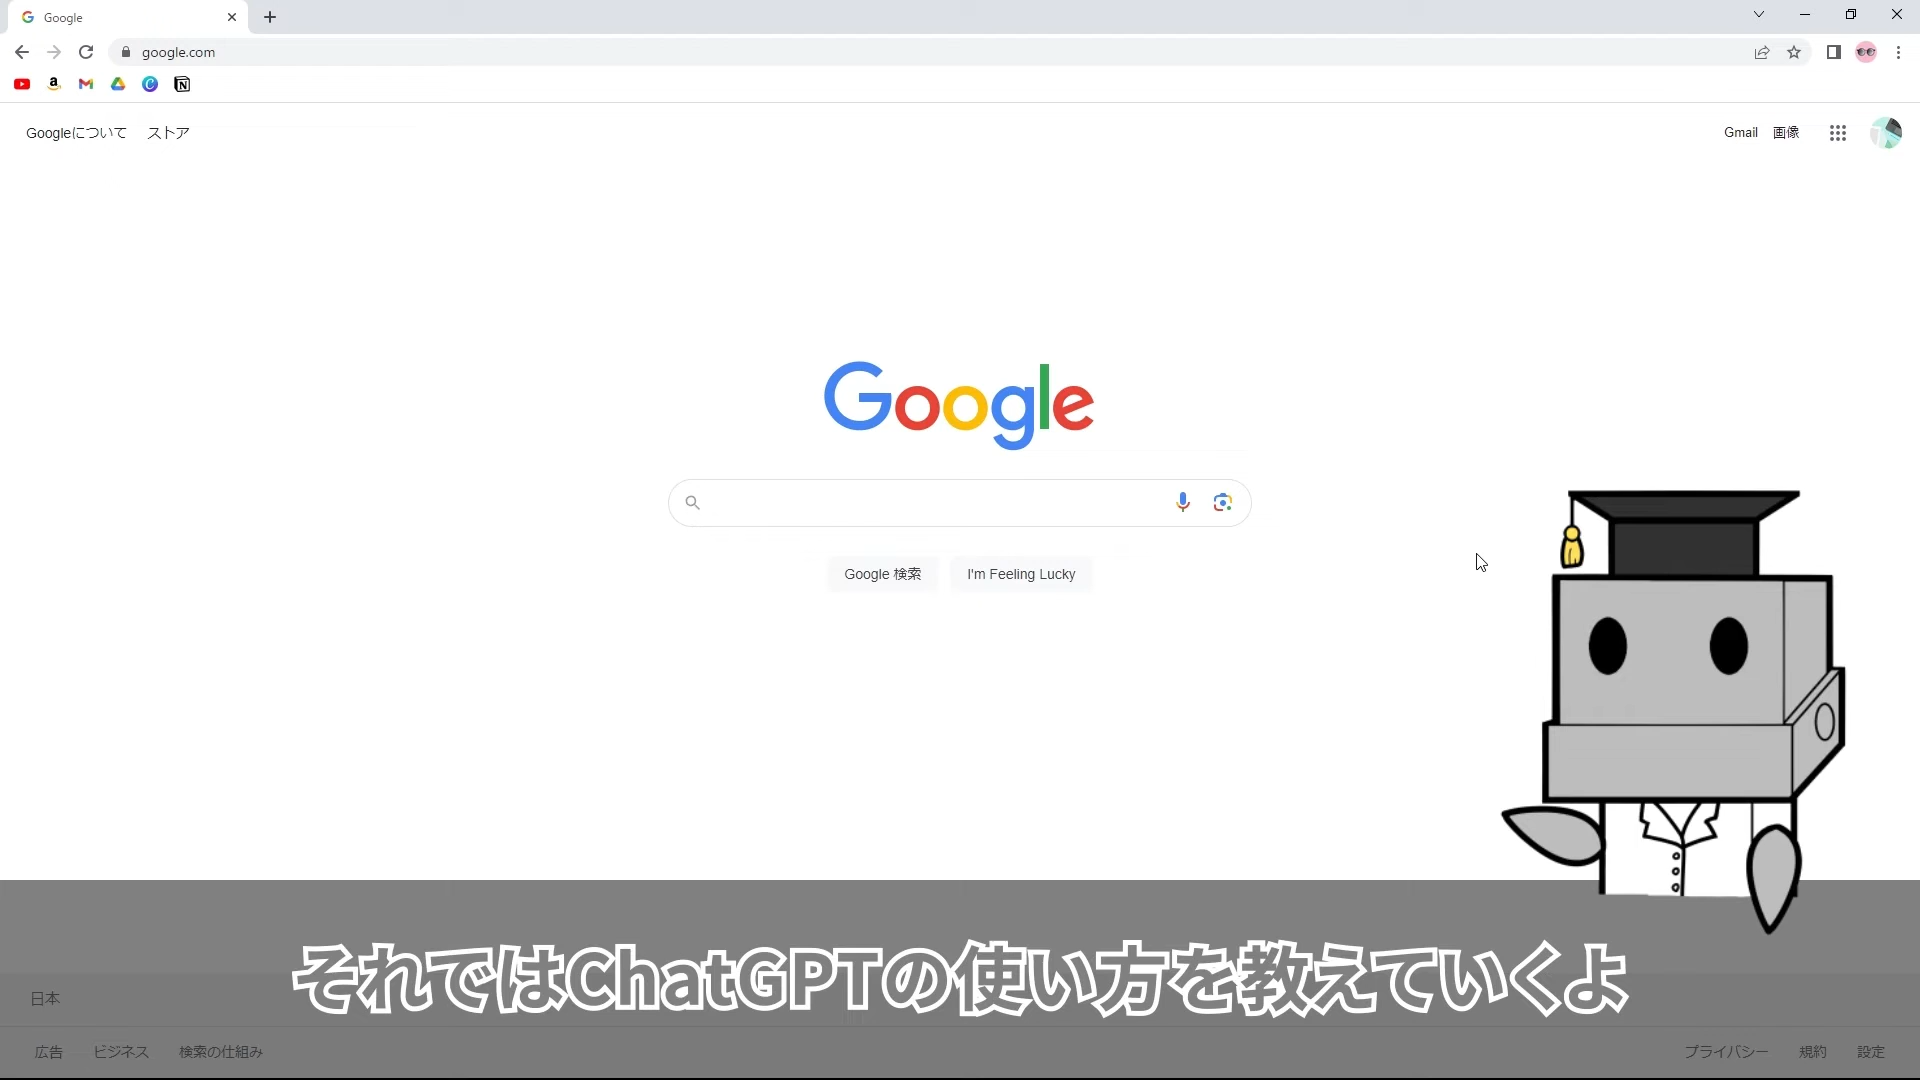 Google
google.com
Googleについて ストア
Gmail 画像
Google
Google 検索 I'm Feeling Lucky
それではChatGPTの使い方を教えていくよ
日本
広告 ビジネス 検索の仕組み
プライバシー 規約 設定